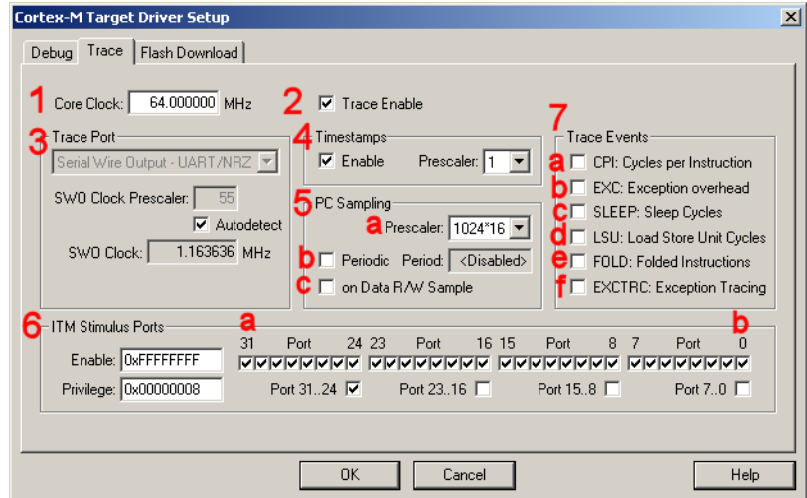 Cortex-M Target Driver Setup
Debug Trace Flash Download
1 Core Clock: 64.000000 MHz
2 Trace Enable
3 Trace Port
Serial Wire Output - UART/NRZ
SWO Clock Prescaler: 55
Autodetect
SWO Clock: 1.163636 MHz
4 Timestamps
Enable Prescaler: 1
5 PC Sampling
a Prescaler: 1024*16
b Periodic Period: <Disabled>
c on Data R/W Sample
7
Trace Events
a CPI: Cycles per Instruction
b EXC: Exception overhead
c SLEEP: Sleep Cycles
d LSU: Load Store Unit Cycles
e FOLD: Folded Instructions
f EXCTRC: Exception Tracing
6 ITM Stimulus Ports
a b
31 Port 24 23 Port 16 15 Port 8 7 Port 0
Enable: 0xFFFFFFFF
Privilege: 0x00000008 Port 31..24 Port 23..16 Port 15..8 Port 7..0
OK Cancel Help